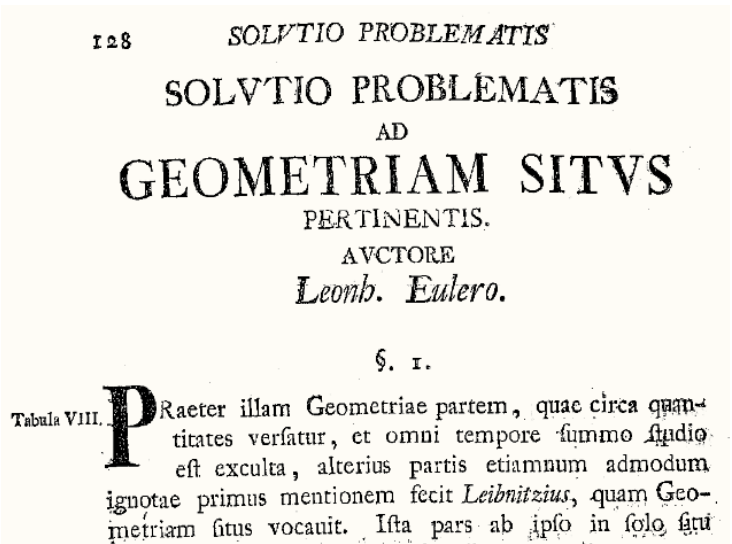 128 SOLVTIO PROBLEMATIS
SOLVTIO PROBLEMATIS
AD
GEOMETRIAM SITVS
PERTINENTIS.
AVCTORE
Leonh. Eulero.
§. 1.
Tabula VIII. PRaeter illam Geometriae partem, quae circa quan-
titates verſatur, et omni tempore ſummo ſtudio
eſt exculta, alterius partis etiamnum admodum
ignotae primus mentionem fecit Leibnitzius, quam Geo-
metriam ſitus vocauit. Iſta pars ab ipſo in ſolo ſitu